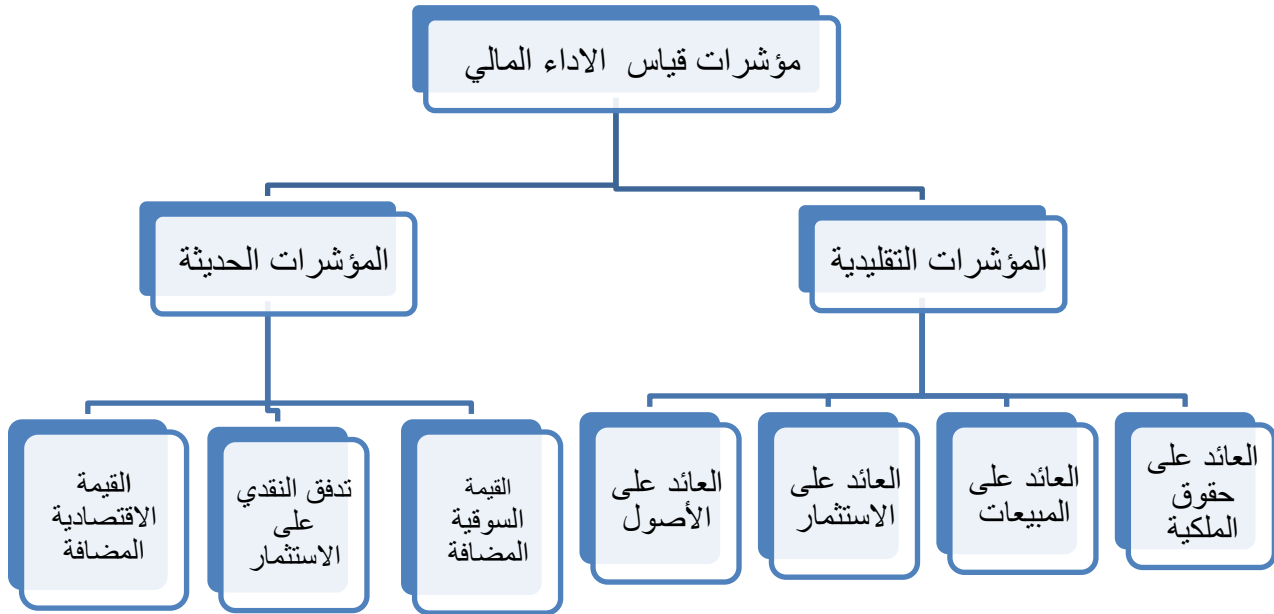 مؤشرات قياس الاداء المالي
المؤشرات التقليدية
المؤشرات الحديثة
العائد على
حقوق
الملكية
العائد على
المبيعات
العائد على
الاستثمار
العائد على
الأصول
القيمة
السوقية
المضافة
تدفق النقدي
على
الاستثمار
القيمة
الاقتصادية
المضافة